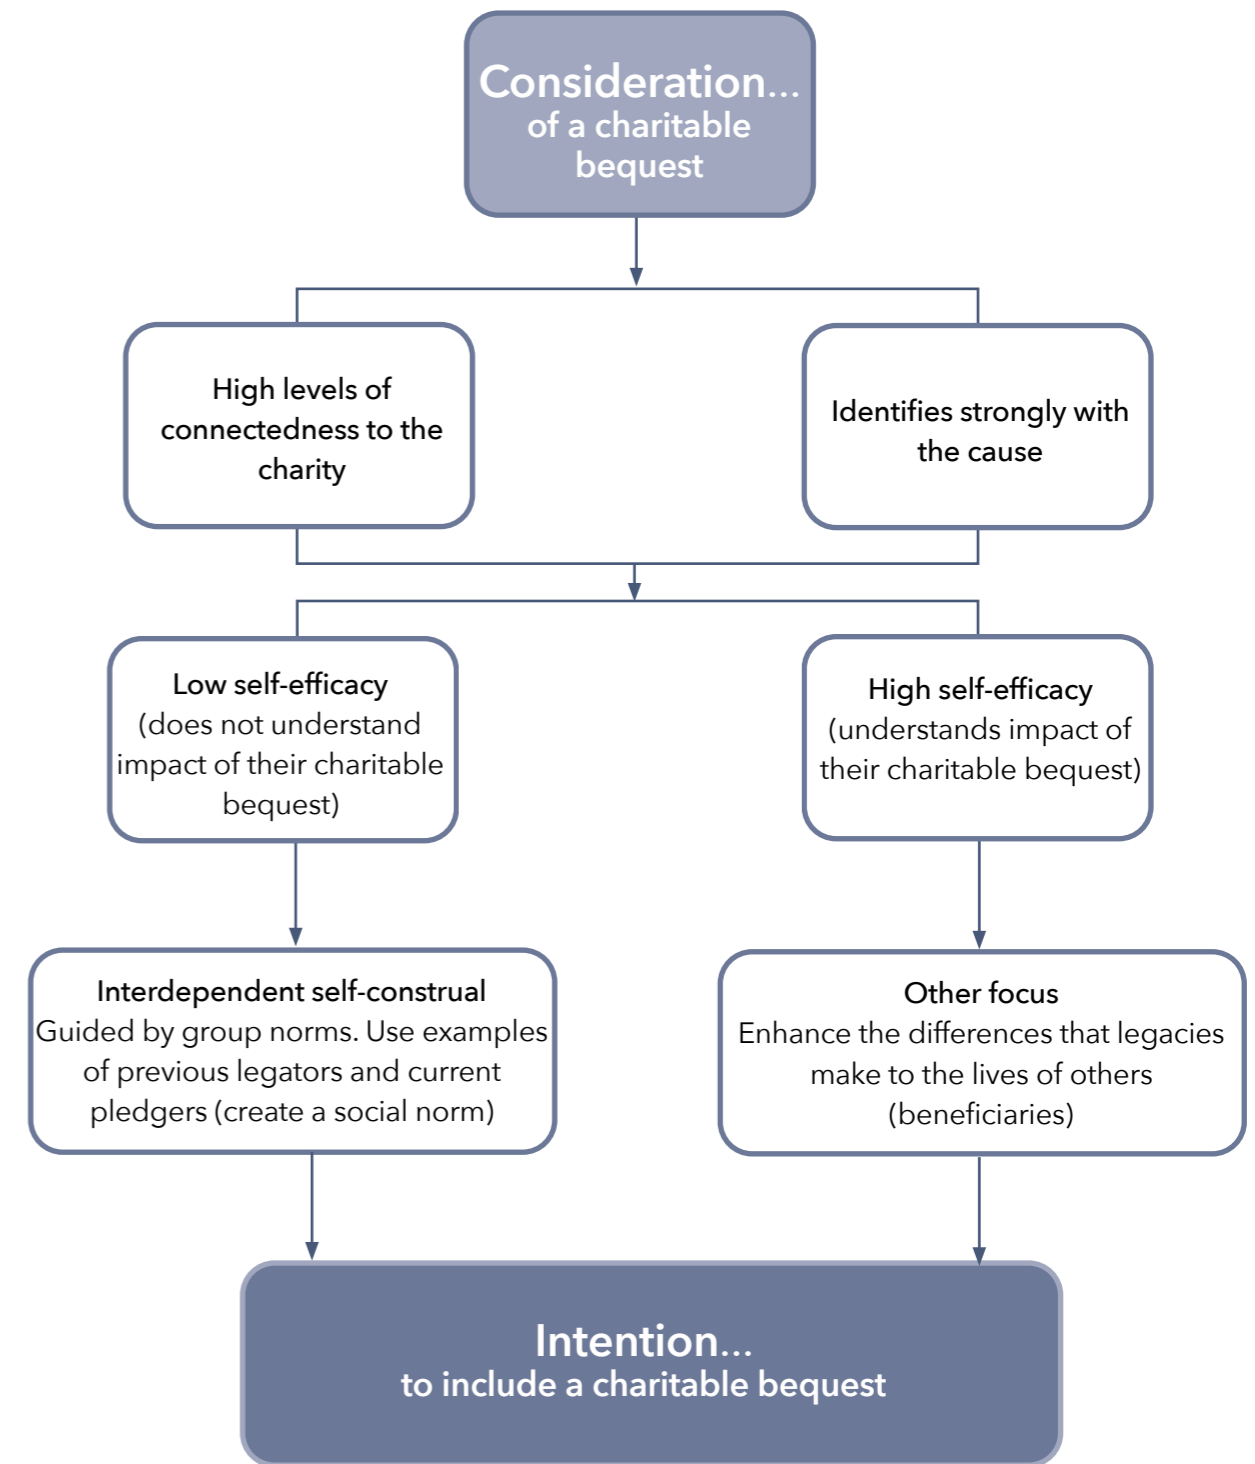 Consideration...
of a charitable
bequest
High levels of
connectedness to the
charity
Identifies strongly with
the cause
Low self-efficacy
(does not understand
impact of their charitable
bequest)
High self-efficacy
(understands impact of
their charitable bequest)
Interdependent self-construal
Guided by group norms. Use examples
of previous legators and current
pledgers (create a social norm)
Other focus
Enhance the differences that legacies
make to the lives of others
(beneficiaries)
Intention...
to include a charitable bequest